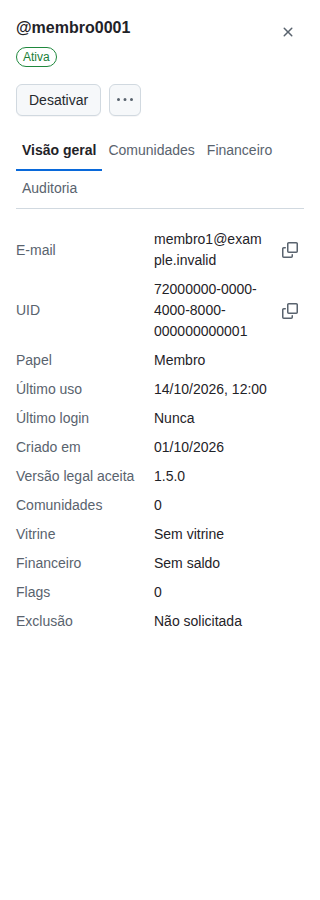 @membro0001
Ativa
Desativar
Visão geral Comunidades Financeiro
Auditoria
E-mail membro1@exam
ple.invalid
UID 72000000-0000-
4000-8000-
000000000001
Papel Membro
Último uso 14/10/2026, 12:00
Último login Nunca
Criado em 01/10/2026
Versão legal aceita 1.5.0
Comunidades 0
Vitrine Sem vitrine
Financeiro Sem saldo
Flags 0
Exclusão Não solicitada